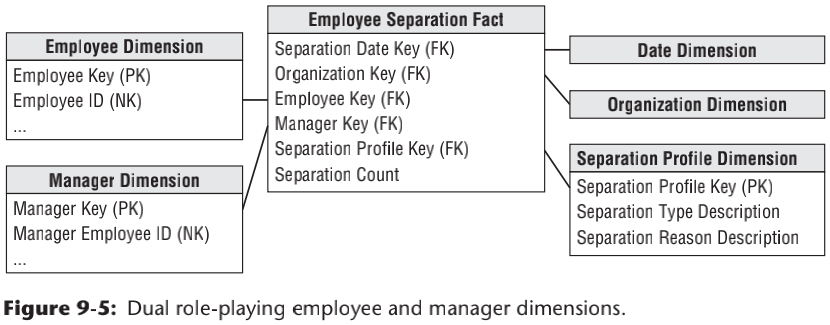 Employee Dimension
Employee Key (PK)
Employee ID (NK)
...
Manager Dimension
Manager Key (PK)
Manager Employee ID (NK)
...
Employee Separation Fact
Separation Date Key (FK)
Organization Key (FK)
Employee Key (FK)
Manager Key (FK)
Separation Profile Key (FK)
Separation Count
Date Dimension
Organization Dimension
Separation Profile Dimension
Separation Profile Key (PK)
Separation Type Description
Separation Reason Description
Figure 9-5: Dual role-playing employee and manager dimensions.